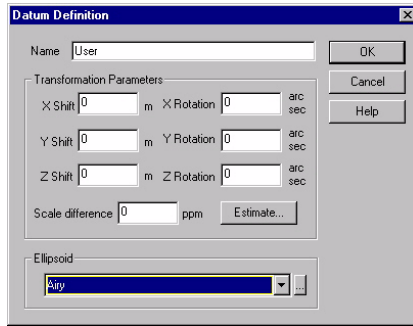 Datum Definition
Name User
OK
Cancel
Help
Transformation Parameters
X Shift 0 m X Rotation 0 arc sec
Y Shift 0 m Y Rotation 0 arc sec
Z Shift 0 m Z Rotation 0 arc sec
Scale difference 0 ppm Estimate...
Ellipsoid
Airy ...